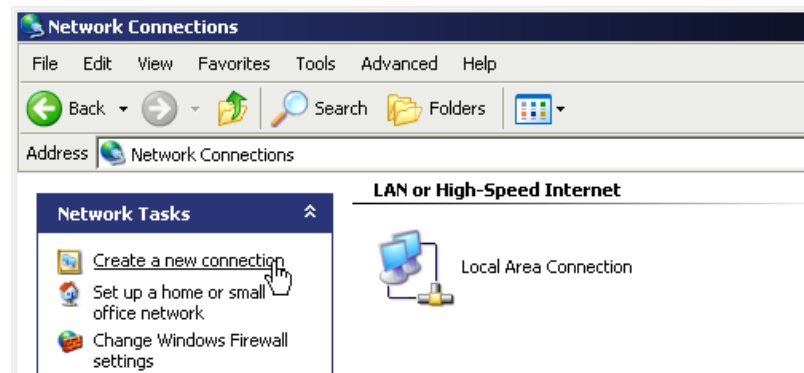 Network Connections
File Edit View Favorites Tools Advanced Help
Back Search Folders
Address Network Connections
Network Tasks
Create a new connection
Set up a home or small
office network
Change Windows Firewall
settings
LAN or High-Speed Internet
Local Area Connection